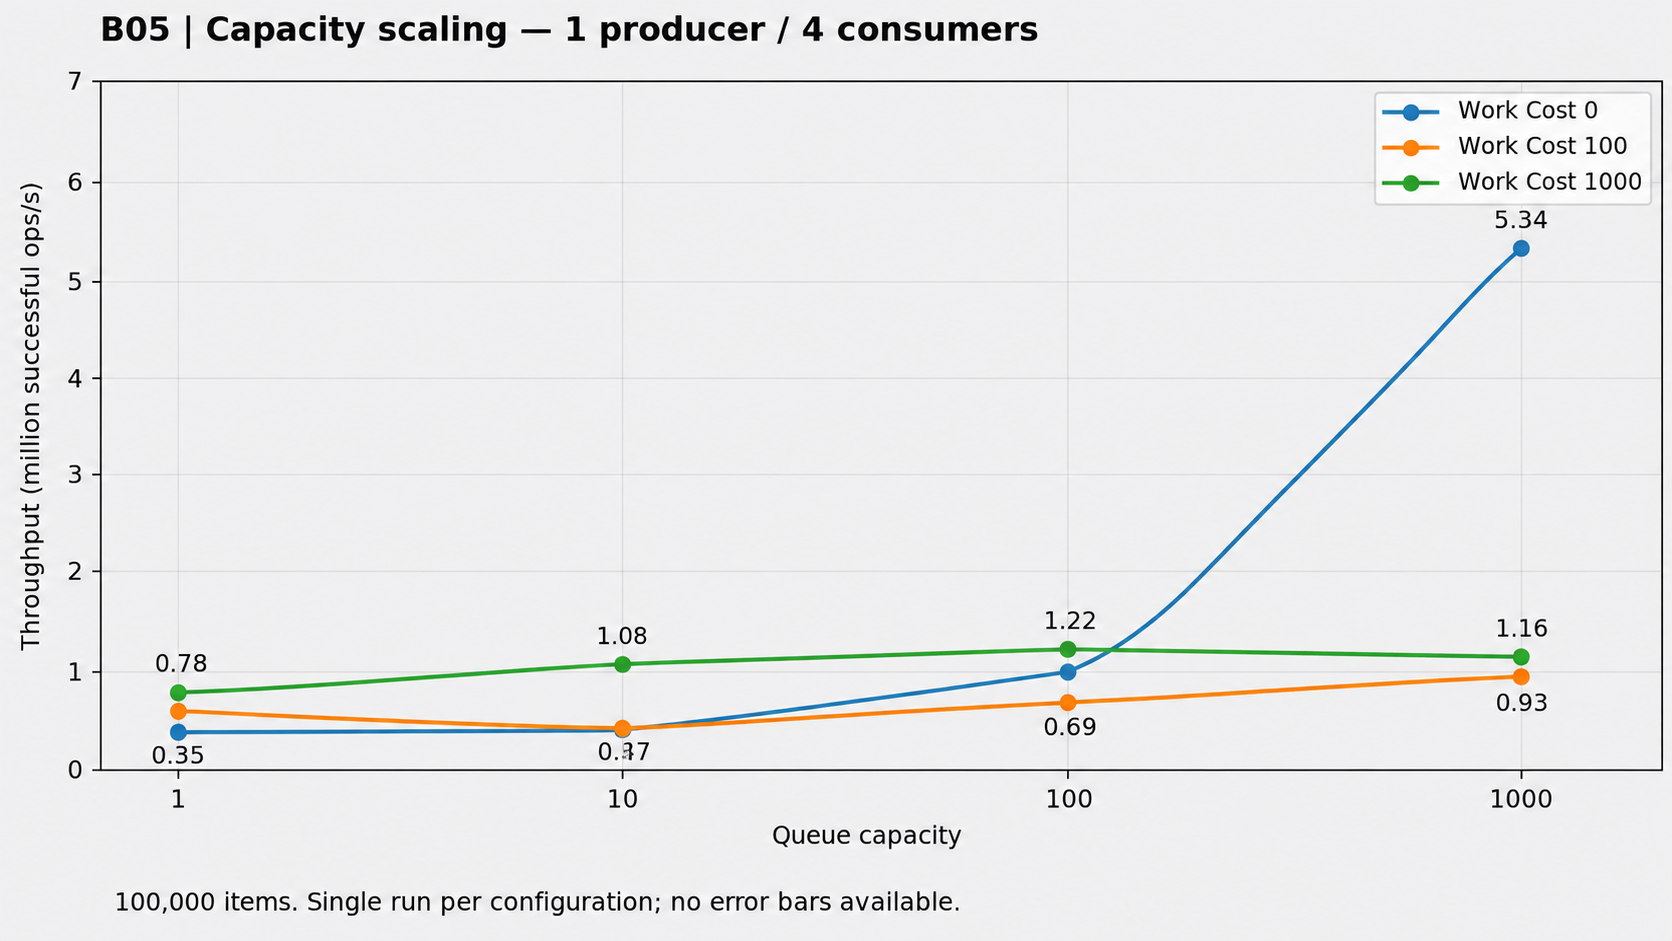 B05 | Capacity scaling — 1 producer / 4 consumers
7
6
5
4
3
2
1
0
Throughput (million successful ops/s)
Work Cost 0
Work Cost 100
Work Cost 1000
5.34
0.78
1.08
1.22
1.16
0.35
0.69
0.93
1
10
100
1000
Queue capacity
100,000 items. Single run per configuration; no error bars available.